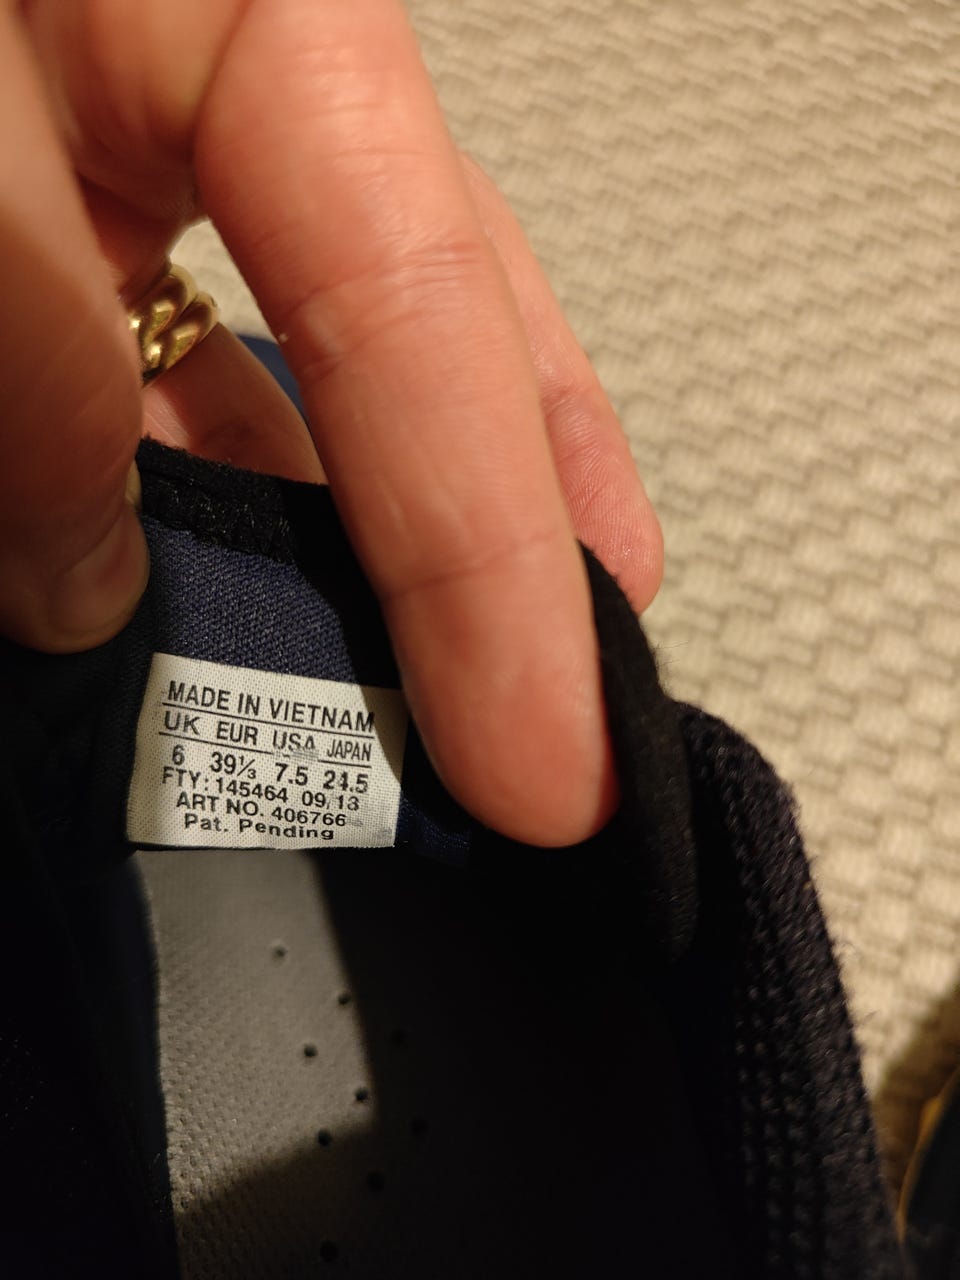 MADE IN VIETNAM
UK EUR USA JAPAN
6 39⅓ 7.5 24.5
FTY: 145464 09.13
ART NO. 406766
Pat. Pending